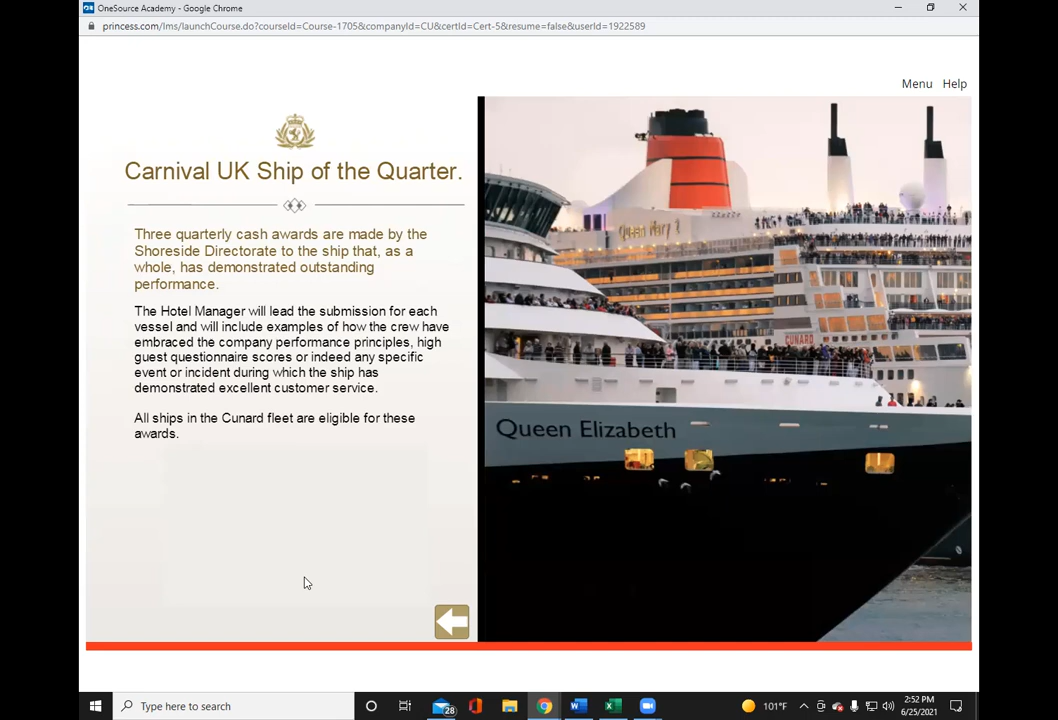 OneSource Academy - Google Chrome
princess.com/lms/launchCourse.do?courseId=Course-1705&companyId=CU&certId=Cert-5&resume=false&userId=1922589
Menu Help
Carnival UK Ship of the Quarter.
Three quarterly cash awards are made by the
Shoreside Directorate to the ship that, as a
whole, has demonstrated outstanding
performance.
The Hotel Manager will lead the submission for each
vessel and will include examples of how the crew have
embraced the company performance principles, high
guest questionnaire scores or indeed any specific
event or incident during which the ship has
demonstrated excellent customer service.
All ships in the Cunard fleet are eligible for these
awards.
Queen Mary 2
CUNARD
Queen Elizabeth
Type here to search
28
101°F
2:52 PM
6/25/2021